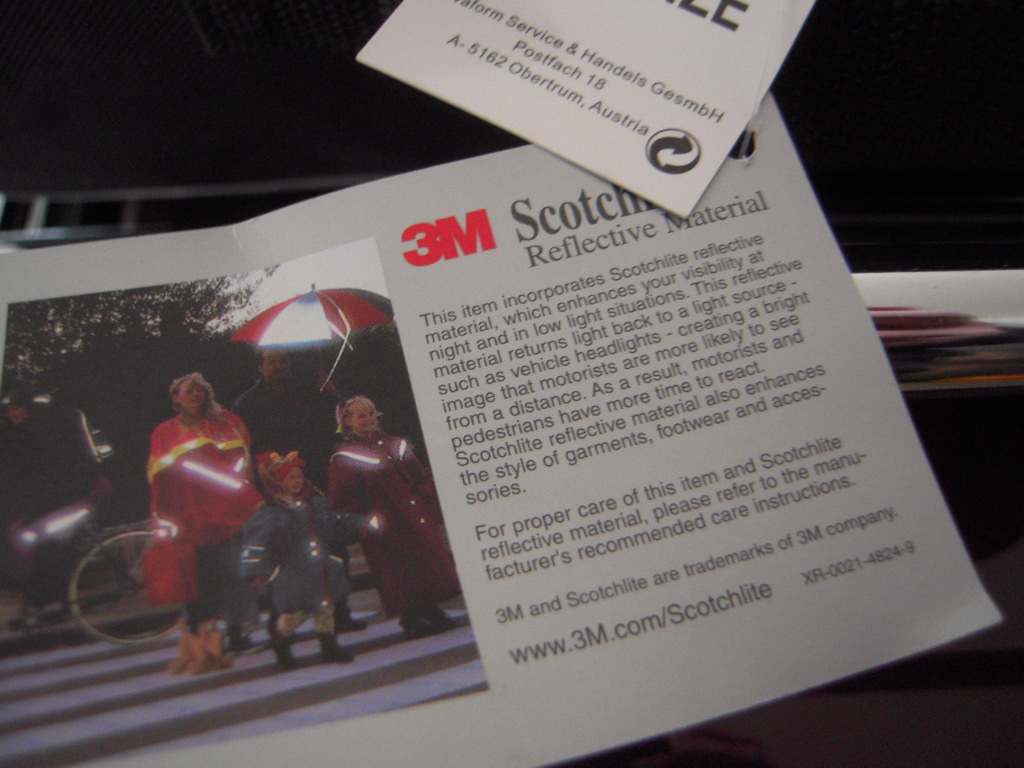 Service & Handels GesmbH
Postfach 18
A-5162 Obertrum, Austria
3M
Reflective Material
This item incorporates Scotchlite reflective
material, which enhances your visibility at
night and in low light situations. This reflective
material returns light back to a light source -
such as vehicle headlights - creating a bright
image that motorists are more likely to see
from a distance. As a result, motorists and
pedestrians have more time to react.
Scotchlite reflective material also enhances
the style of garments, footwear and acces-
sories.
For proper care of this item and Scotchlite
reflective material, please refer to the manu-
facturer's recommended care instructions.
3M and Scotchlite are trademarks of 3M company.
www.3M.com/Scotchlite
XR-0021-4824-9